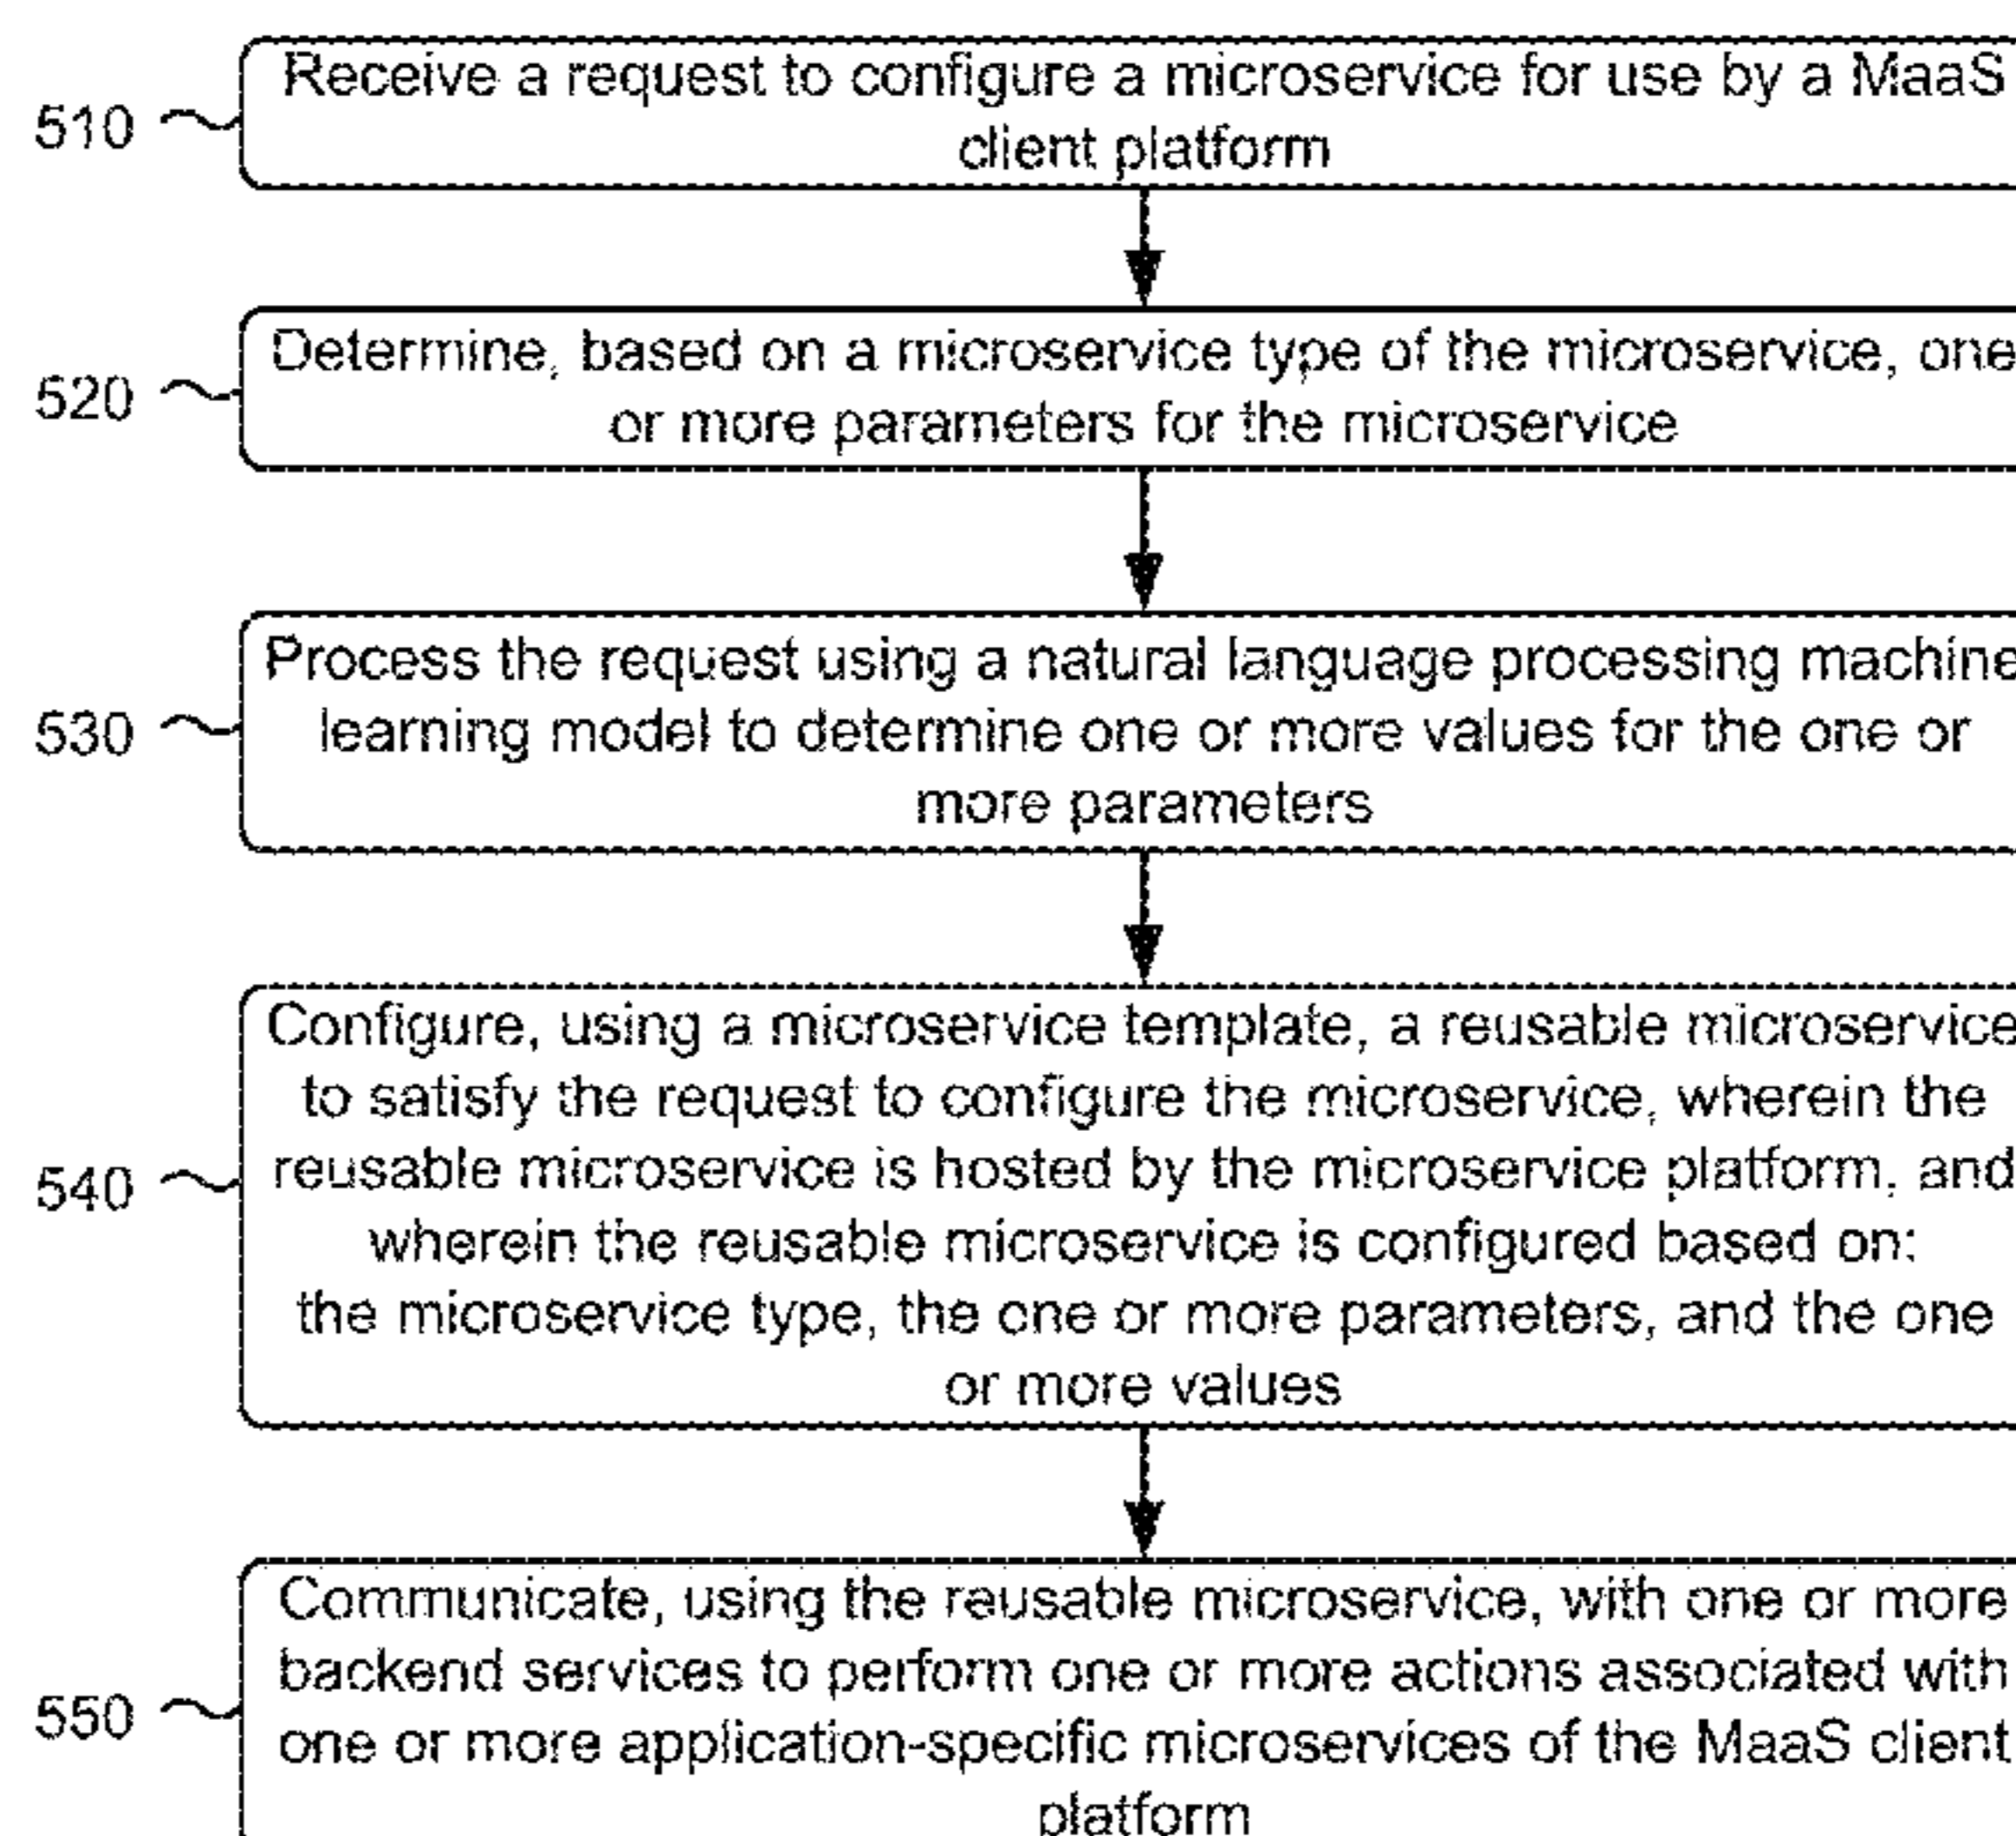 Receive a request to configure a microservice for use by a MaaS
510
client platform
Determine, based on a microservice type of the microservice, one
520
or more parameters for the microservice
Process the request using a natural language processing machine
530
learning model to determine one or more values for the one or
more parameters
Configure, using a microservice template, a reusable microservice
to satisfy the request to configure the microservice, wherein the
540
reusable microservice is hosted by the microservice platform, and
wherein the reusable microservice is configured based on:
the microservice type, the one or more parameters, and the one
or more values
Communicate, using the reusable microservice, with one or more
backend services to perform one or more actions associated with
550
one or more application-specific microservices of the MaaS client
platform